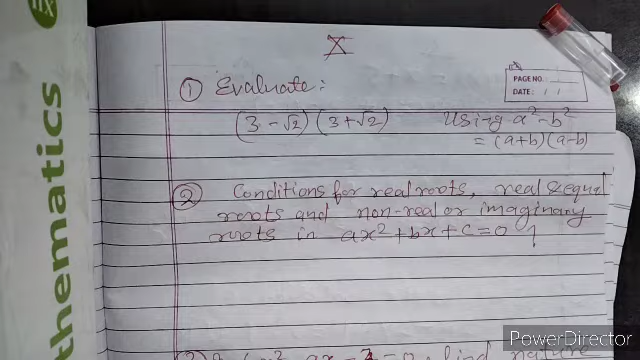 X
① Evaluate:
(3 - √2) (3 + √2) Using a² - b²
= (a+b) (a-b)
② Conditions for real roots, real & equal
roots and non-real or imaginary
roots in ax² + bx + c = 0
PAGE NO.
DATE: / /
thematics
IX
PowerDirector